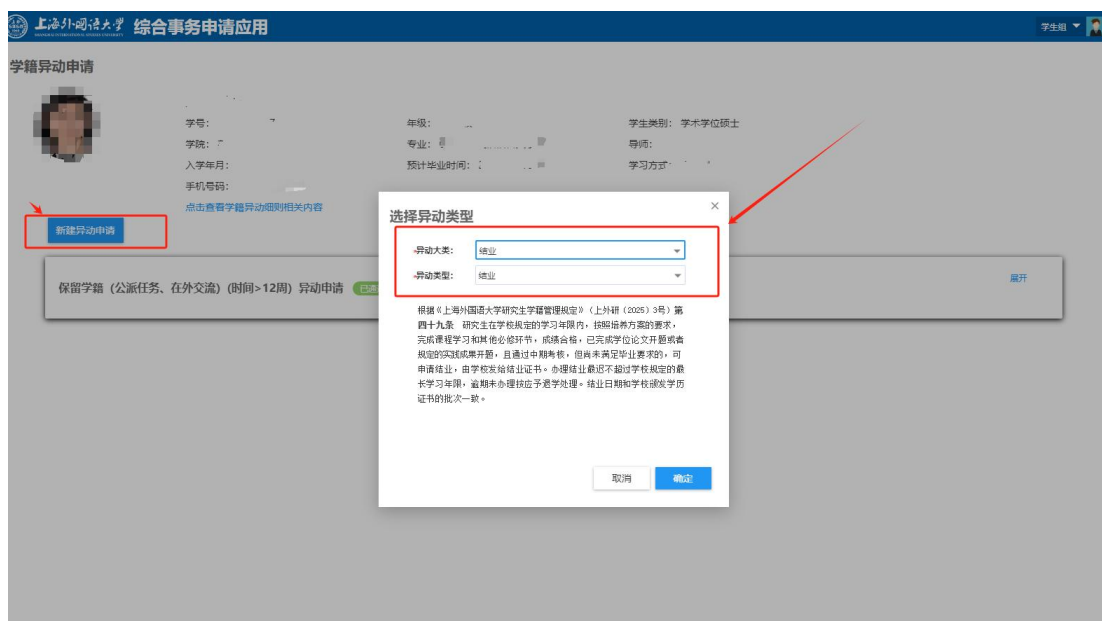 上海外国语大学 综合事务申请应用
学生组
学籍异动申请
学号:
年级:
学生类别: 学术学位硕士
学院:
专业:
导师:
入学年月:
预计毕业时间:
学习方式
手机号码:
点击查看学籍异动细则相关内容
新建异动申请
保留学籍 (公派任务、在外交流) (时间>12周) 异动申请
展开
选择异动类型
×
*异动大类: 结业
*异动类型: 结业
根据《上海外国语大学研究生学籍管理规定》(上外研〔2025〕3号) 第
四十九条 研究生在学校规定的学习年限内,按照培养方案的要求,
完成课程学习和其他必修环节,成绩合格,已完成学位论文开题或者
规定的实践成果开题,且通过中期考核,但尚未满足毕业要求的,可
申请结业,由学校发给结业证书。办理结业最迟不超过学校规定的最
长学习年限,逾期未办理按应予退学处理。结业日期和学校颁发学历
证书的批次一致。
取消
确定